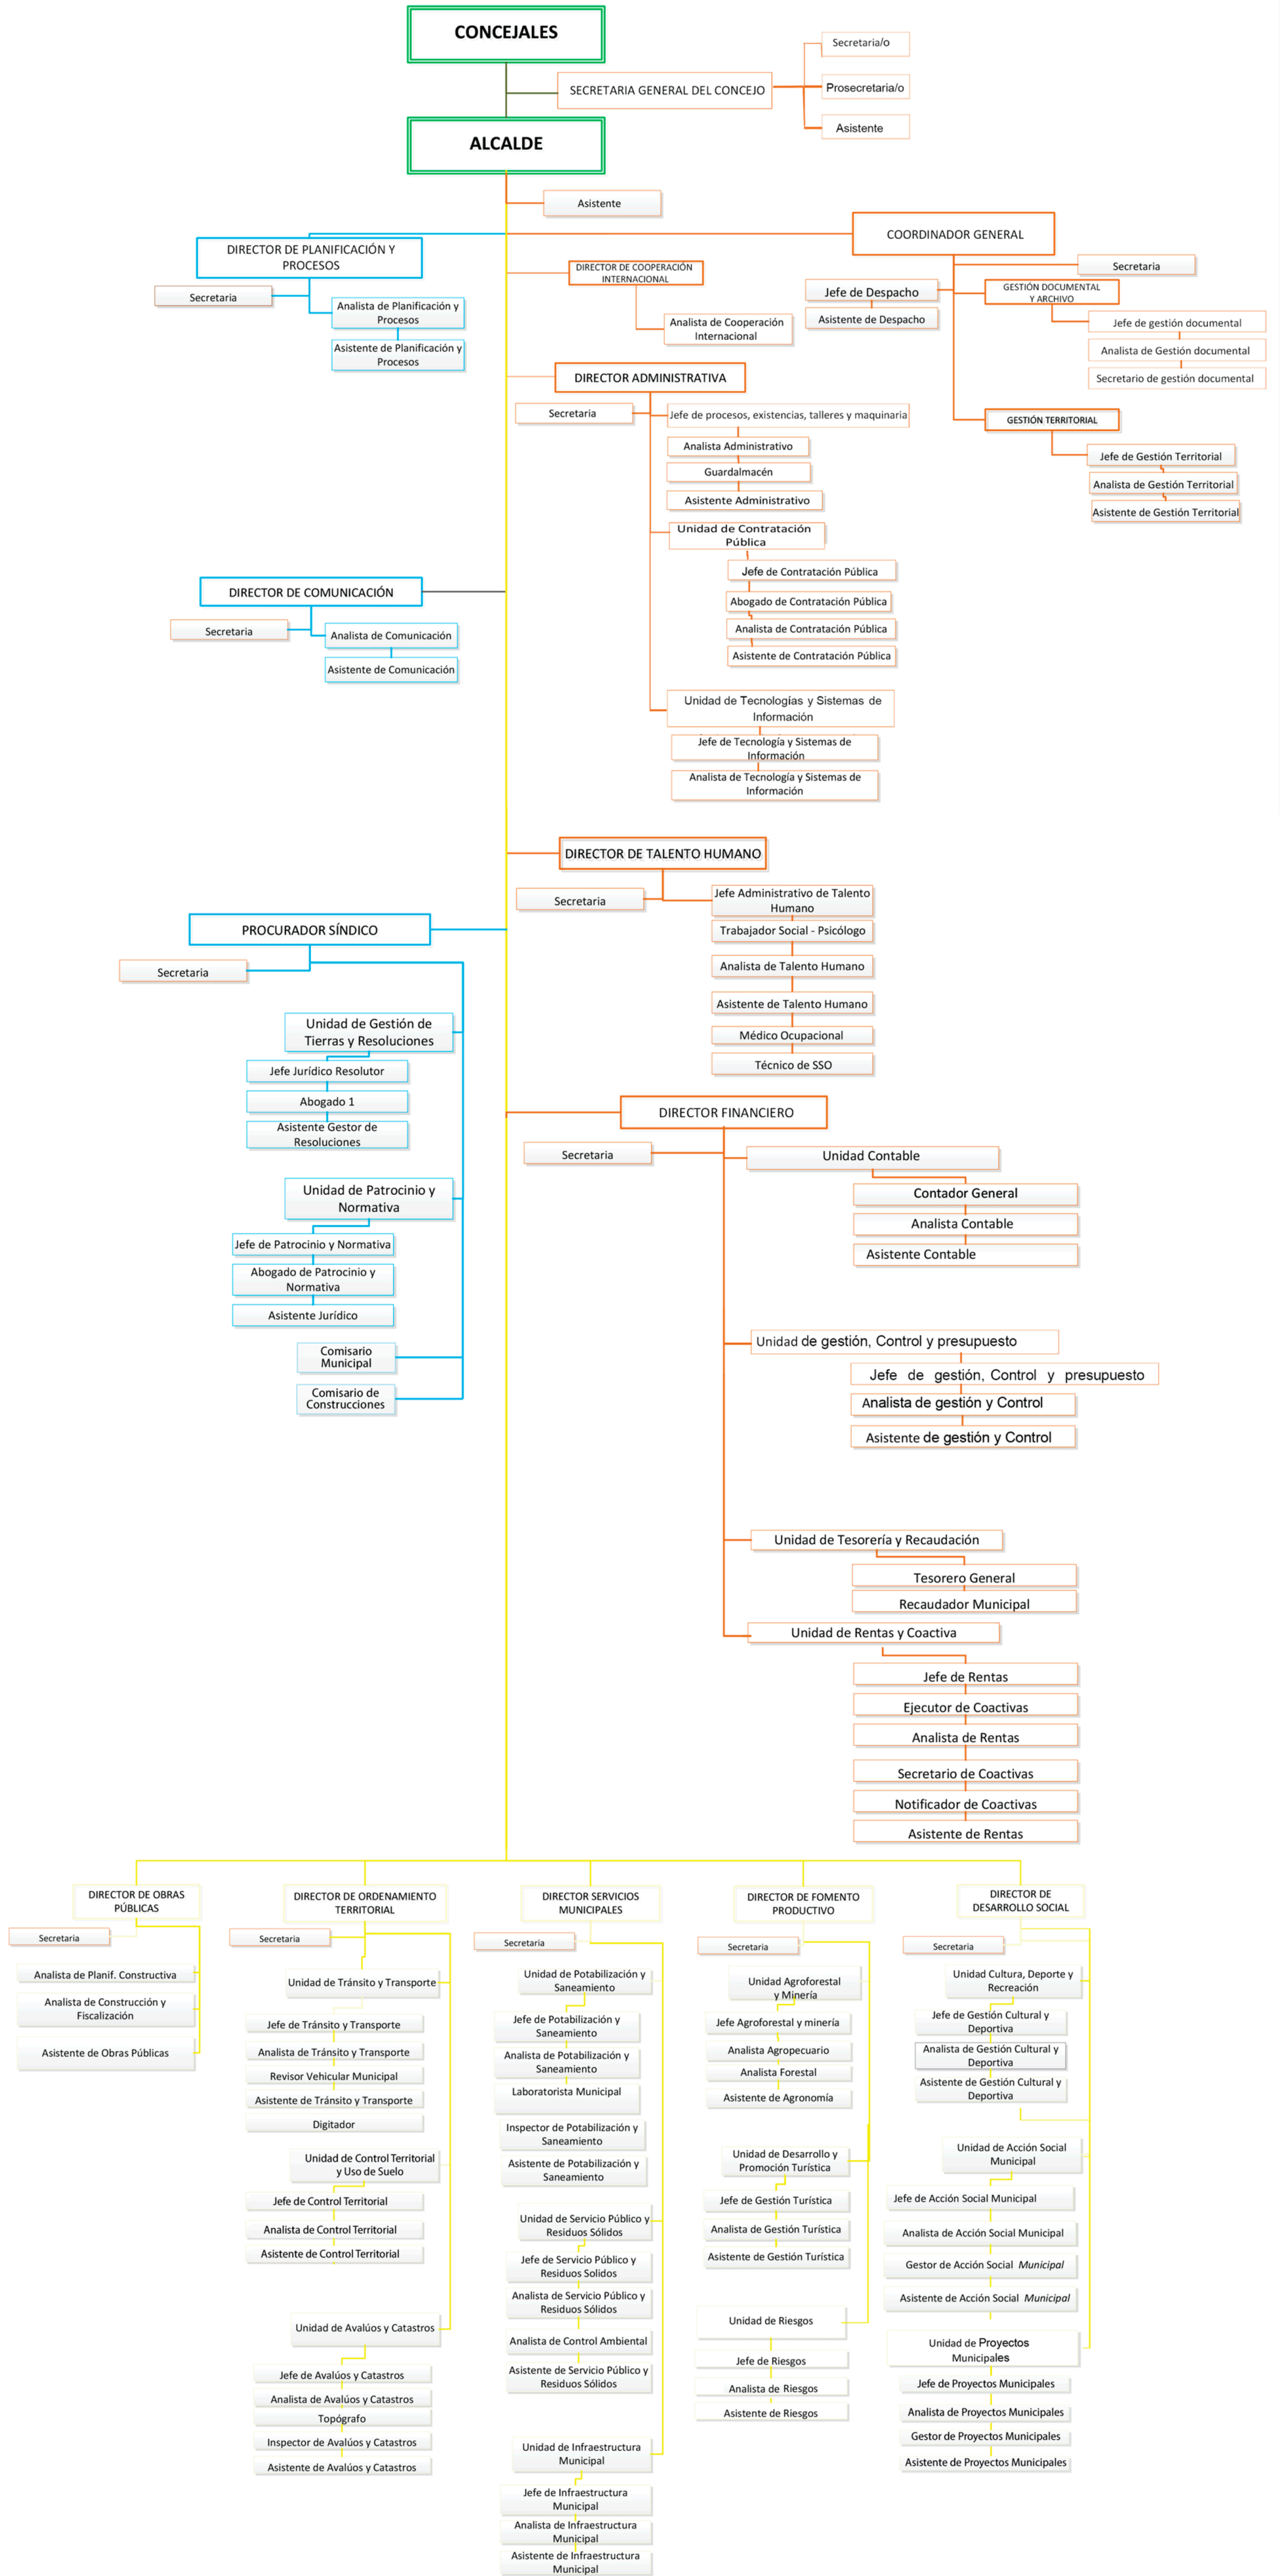 CONCEJALES
SECRETARIA GENERAL DEL CONCEJO
Secretaria/o
Prosecretaria/o
Asistente
ALCALDE
Asistente
COORDINADOR GENERAL
Secretaria
Jefe de Despacho
Asistente de Despacho
GESTIÓN DOCUMENTAL
Y ARCHIVO
Jefe de gestión documental
Analista de Gestión documental
Secretario de gestión documental
GESTIÓN TERRITORIAL
Jefe de Gestión Territorial
Analista de Gestión Territorial
Asistente de Gestión Territorial
DIRECTOR DE PLANIFICACIÓN Y
PROCESOS
Secretaria
Analista de Planificación y
Procesos
Asistente de Planificación y
Procesos
DIRECTOR DE COOPERACIÓN
INTERNACIONAL
Analista de Cooperación
Internacional
DIRECTOR ADMINISTRATIVA
Secretaria
Jefe de procesos, existencias, talleres y maquinaria
Analista Administrativo
Guardalmacén
Asistente Administrativo
Unidad de Contratación
Pública
Jefe de Contratación Pública
Abogado de Contratación Pública
Analista de Contratación Pública
Asistente de Contratación Pública
Unidad de Tecnologías y Sistemas de
Información
Jefe de Tecnología y Sistemas de
Información
Analista de Tecnología y Sistemas de
Información
DIRECTOR DE COMUNICACIÓN
Secretaria
Analista de Comunicación
Asistente de Comunicación
DIRECTOR DE TALENTO HUMANO
Secretaria
Jefe Administrativo de Talento
Humano
Trabajador Social - Psicólogo
Analista de Talento Humano
Asistente de Talento Humano
Médico Ocupacional
Técnico de SSO
PROCURADOR SÍNDICO
Secretaria
Unidad de Gestión de
Tierras y Resoluciones
Jefe Jurídico Resolutor
Abogado 1
Asistente Gestor de
Resoluciones
Unidad de Patrocinio y
Normativa
Jefe de Patrocinio y Normativa
Abogado de Patrocinio y
Normativa
Asistente Jurídico
Comisario
Municipal
Comisario de
Construcciones
DIRECTOR FINANCIERO
Secretaria
Unidad Contable
Contador General
Analista Contable
Asistente Contable
Unidad de gestión, Control y presupuesto
Jefe de gestión, Control y presupuesto
Analista de gestión y Control
Asistente de gestión y Control
Unidad de Tesorería y Recaudación
Tesorero General
Recaudador Municipal
Unidad de Rentas y Coactiva
Jefe de Rentas
Ejecutor de Coactivas
Analista de Rentas
Secretario de Coactivas
Notificador de Coactivas
Asistente de Rentas
DIRECTOR DE OBRAS
PÚBLICAS
Secretaria
Analista de Planif. Constructiva
Analista de Construcción y
Fiscalización
Asistente de Obras Públicas
DIRECTOR DE ORDENAMIENTO
TERRITORIAL
Secretaria
Unidad de Tránsito y Transporte
Jefe de Tránsito y Transporte
Analista de Tránsito y Transporte
Revisor Vehicular Municipal
Asistente de Tránsito y Transporte
Digitador
Unidad de Control Territorial
y Uso de Suelo
Jefe de Control Territorial
Analista de Control Territorial
Asistente de Control Territorial
Unidad de Avalúos y Catastros
Jefe de Avalúos y Catastros
Analista de Avalúos y Catastros
Topógrafo
Inspector de Avalúos y Catastros
Asistente de Avalúos y Catastros
DIRECTOR SERVICIOS
MUNICIPALES
Secretaria
Unidad de Potabilización y
Saneamiento
Jefe de Potabilización y
Saneamiento
Analista de Potabilización y
Saneamiento
Laboratorista Municipal
Inspector de Potabilización y
Saneamiento
Asistente de Potabilización y
Saneamiento
Unidad de Servicio Público y
Residuos Sólidos
Jefe de Servicio Público y
Residuos Solidos
Analista de Servicio Público y
Residuos Sólidos
Analista de Control Ambiental
Asistente de Servicio Público y
Residuos Sólidos
Unidad de Infraestructura
Municipal
Jefe de Infraestructura
Municipal
Analista de Infraestructura
Municipal
Asistente de Infraestructura
Municipal
DIRECTOR DE FOMENTO
PRODUCTIVO
Secretaria
Unidad Agroforestal
y Minería
Jefe Agroforestal y minería
Analista Agropecuario
Analista Forestal
Asistente de Agronomía
Unidad de Desarrollo y
Promoción Turística
Jefe de Gestión Turística
Analista de Gestión Turística
Asistente de Gestión Turística
Unidad de Riesgos
Jefe de Riesgos
Analista de Riesgos
Asistente de Riesgos
DIRECTOR DE
DESARROLLO SOCIAL
Secretaria
Unidad Cultura, Deporte y
Recreación
Jefe de Gestión Cultural y
Deportiva
Analista de Gestión Cultural y
Deportiva
Asistente de Gestión Cultural y
Deportiva
Unidad de Acción Social
Municipal
Jefe de Acción Social Municipal
Analista de Acción Social Municipal
Gestor de Acción Social Municipal
Asistente de Acción Social Municipal
Unidad de Proyectos
Municipales
Jefe de Proyectos Municipales
Analista de Proyectos Municipales
Gestor de Proyectos Municipales
Asistente de Proyectos Municipales